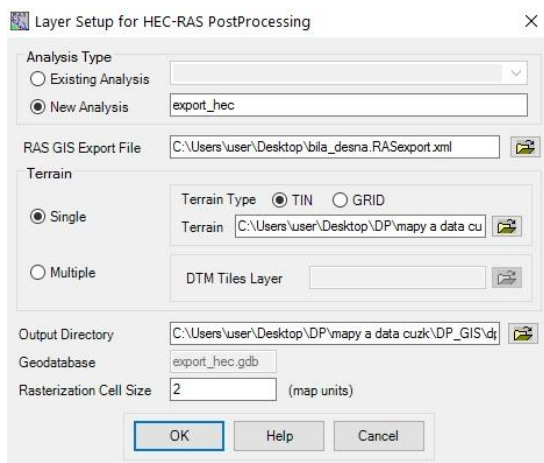 Layer Setup for HEC-RAS PostProcessing
Analysis Type
Existing Analysis
New Analysis export_hec
RAS GIS Export File C:\Users\user\Desktop\bila_desna.RASexport.xml
Terrain
Single
Terrain Type TIN GRID
Terrain C:\Users\user\Desktop\DP\mapy a data cu
Multiple
DTM Tiles Layer
Output Directory C:\Users\user\Desktop\DP\mapy a data cuzk\DP_GIS\dp
Geodatabase export_hec.gdb
Rasterization Cell Size 2 (map units)
OK Help Cancel